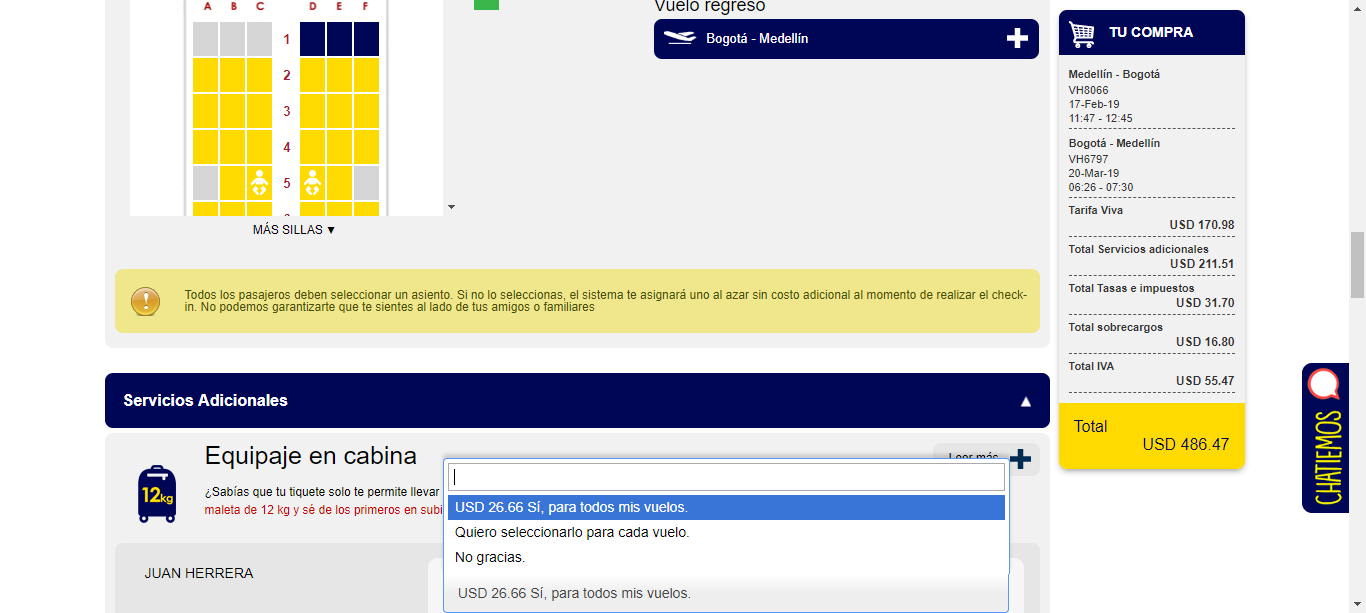 A B C D E F
1
2
3
4
5
MÁS SILLAS ▼
Vuelo regreso
Bogotá - Medellín
Todos los pasajeros deben seleccionar un asiento. Si no lo seleccionas, el sistema te asignará uno al azar sin costo adicional al momento de realizar el check-
in. No podemos garantizarte que te sientes al lado de tus amigos o familiares
Servicios Adicionales
Equipaje en cabina
Leer más
12kg
¿Sabías que tu tiquete solo te permite llevar
maleta de 12 kg y sé de los primeros en subi
USD 26.66 Sí, para todos mis vuelos.
Quiero seleccionarlo para cada vuelo.
No gracias.
JUAN HERRERA
USD 26.66 Sí, para todos mis vuelos.
TU COMPRA
Medellín - Bogotá
VH8066
17-Feb-19
11:47 - 12:45
Bogotá - Medellín
VH6797
20-Mar-19
06:26 - 07:30
Tarifa Viva
USD 170.98
Total Servicios adicionales
USD 211.51
Total Tasas e impuestos
USD 31.70
Total sobrecargos
USD 16.80
Total IVA
USD 55.47
Total
USD 486.47
CHATIEMOS